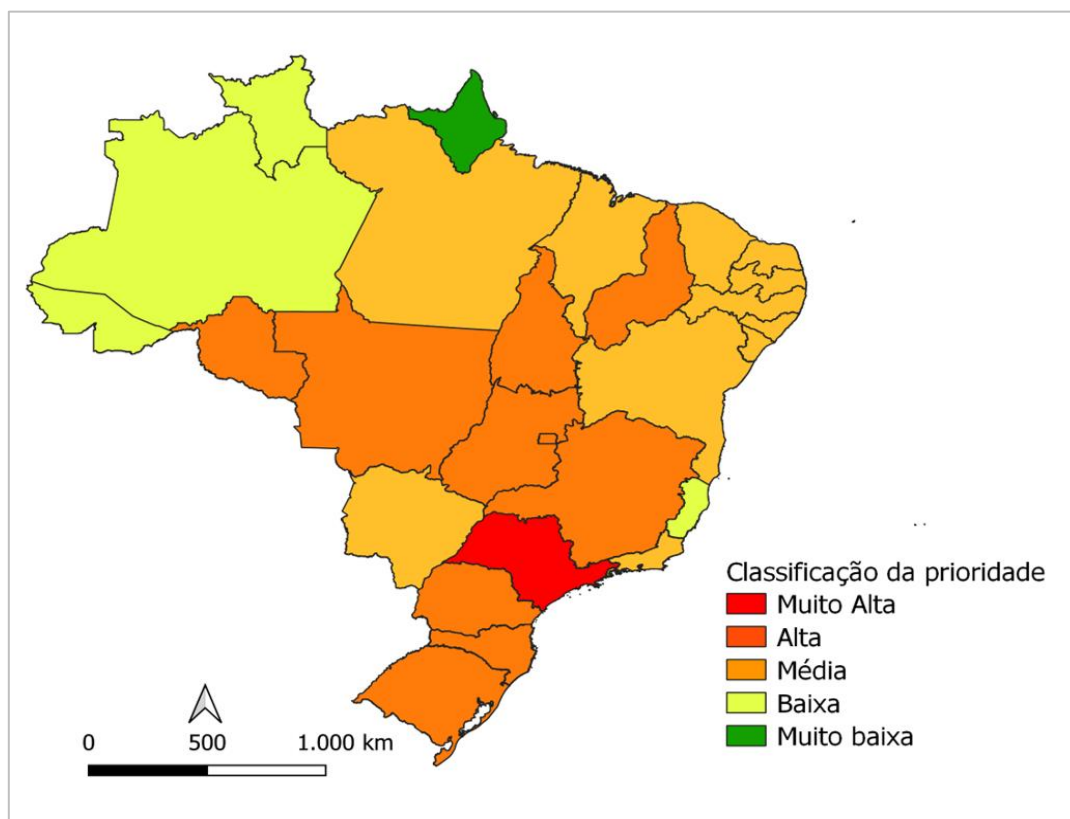 Classificação da prioridade
Muito Alta
Alta
Média
Baixa
Muito baixa
0 500 1.000 km